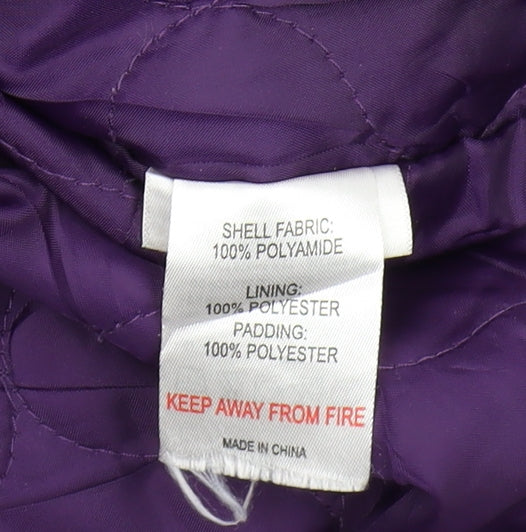 SHELL FABRIC:
100% POLYAMIDE
LINING:
100% POLYESTER
PADDING:
100% POLYESTER
KEEP AWAY FROM FIRE
MADE IN CHINA